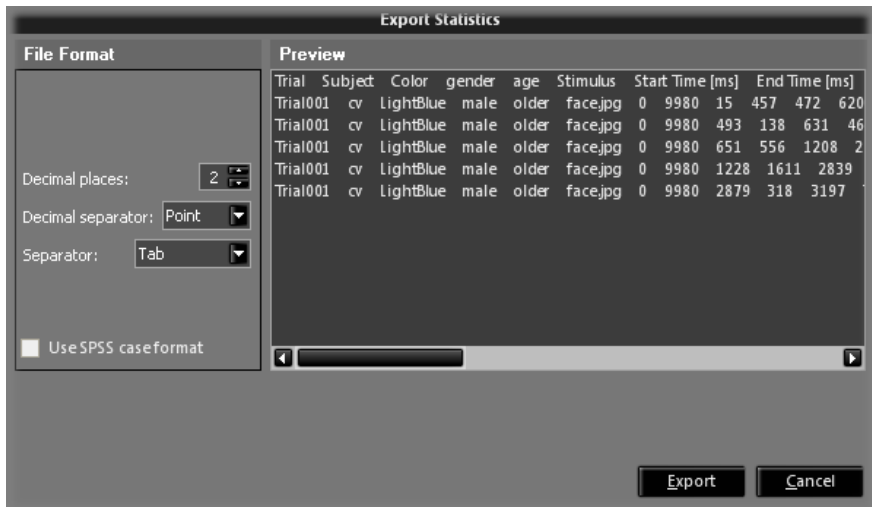 Export Statistics
File Format
Decimal places: 2
Decimal separator: Point
Separator: Tab
Use SPSS case format
Preview
Trial Subject Color gender age Stimulus Start Time [ms] End Time [ms]
Trial001 cv LightBlue male older face.jpg 0 9980 15 457 472 620
Trial001 cv LightBlue male older face.jpg 0 9980 493 138 631 46
Trial001 cv LightBlue male older face.jpg 0 9980 651 556 1208 2
Trial001 cv LightBlue male older face.jpg 0 9980 1228 1611 2839
Trial001 cv LightBlue male older face.jpg 0 9980 2879 318 3197
Export
Cancel